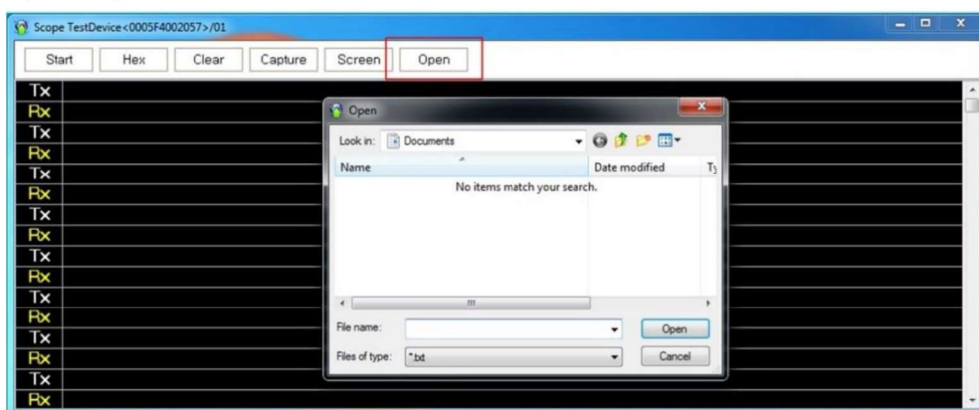 Scope TestDevice<0005F4002057>/01
Start Hex Clear Capture Screen Open
Tx
Rx
Tx
Rx
Tx
Rx
Tx
Rx
Tx
Rx
Tx
Rx
Tx
Rx
Tx
Rx
Open
Look in: Documents
Name Date modified Ty
No items match your search.
File name: Open
Files of type: *.txt Cancel